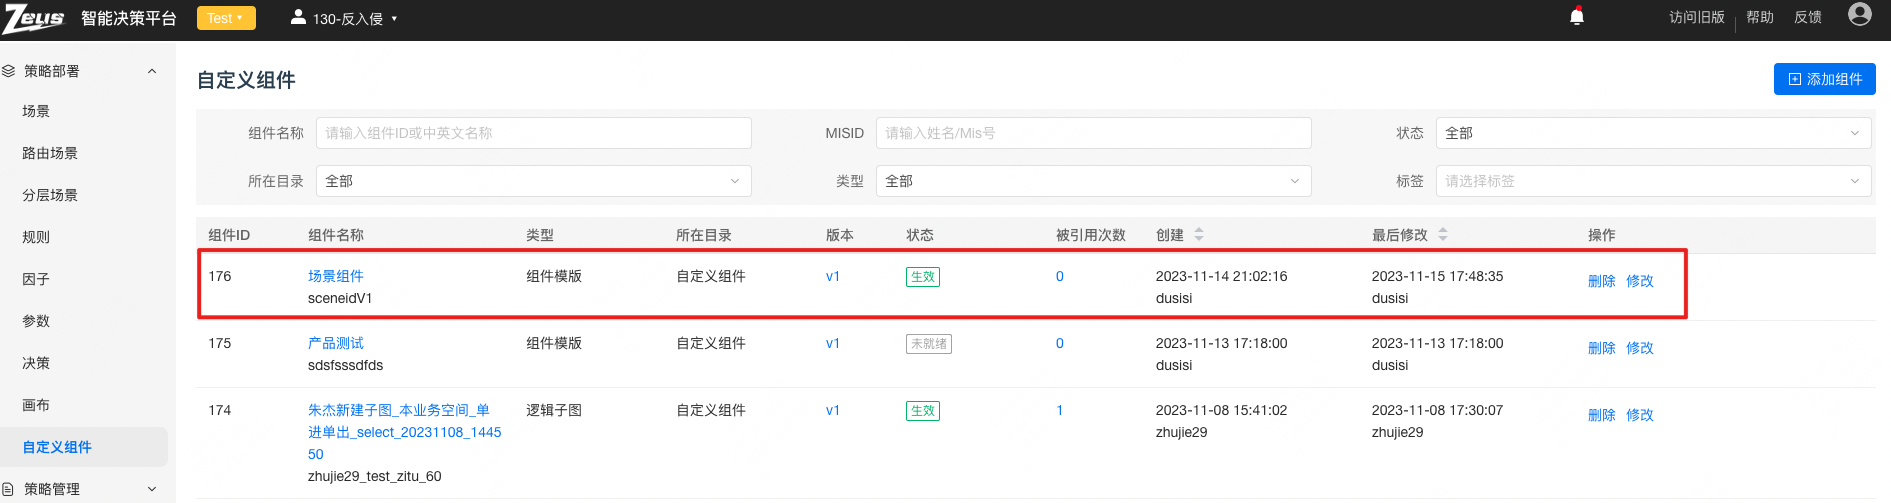 Zeus 智能决策平台 Test 130-反入侵 访问旧版 帮助 反馈
策略部署
场景
路由场景
分层场景
规则
因子
参数
决策
画布
自定义组件
策略管理
自定义组件
添加组件
组件名称 请输入组件ID或中英文名称 MISID 请输入姓名/Mis号 状态 全部
所在目录 全部 类型 全部 标签 请选择标签
组件ID 组件名称 类型 所在目录 版本 状态 被引用次数 创建 最后修改 操作
176 场景组件 组件模版 自定义组件 v1 生效 0 2023-11-14 21:02:16 2023-11-15 17:48:35 删除 修改
sceneidV1 dusisi dusisi
175 产品测试 组件模版 自定义组件 v1 未就绪 0 2023-11-13 17:18:00 2023-11-13 17:18:00 删除 修改
sdsfsssdfds dusisi dusisi
174 朱杰新建子图_本业务空间_单 逻辑子图 自定义组件 v1 生效 1 2023-11-08 15:41:02 2023-11-08 17:30:07 删除 修改
进单出_select_20231108_1445 zhujie29 zhujie29
50
zhujie29_test_zitu_60